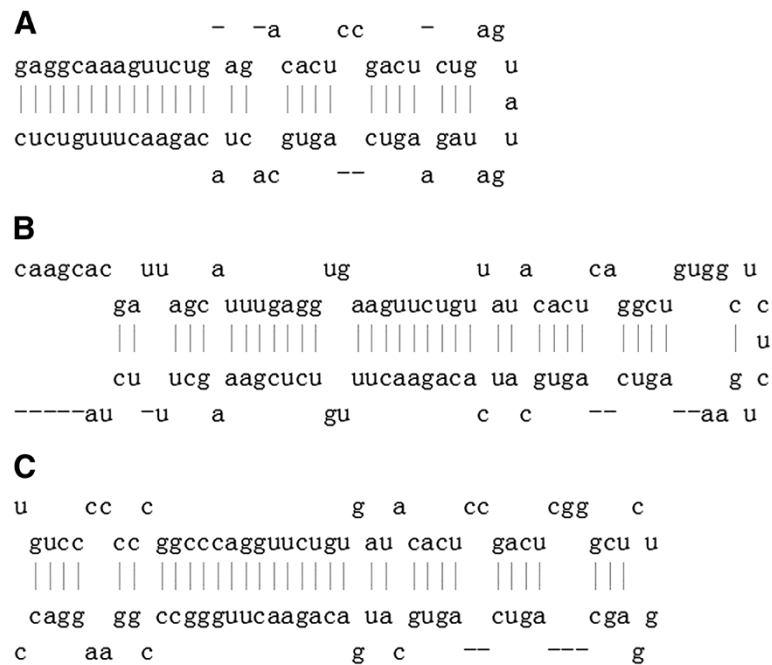 A
- -a cc - ag
gaggcaaaguucug ag cacu gacu cug u
|||||||||||||| || |||| |||| ||| a
cucuguuucaagac uc guga cuga gau u
a ac -- a ag
B
caagcac uu a ug u a ca gugg u
ga agc uuugagg aaguucugu au cacu ggcu c c
|| ||| ||||||| ||||||||| || |||| |||| | u
cu ucg aagcucu uucaagaca ua guga cuga g c
-----au -u a gu c c -- --aa u
C
u cc c g a cc cgg c
gucc cc ggcccagguucugu au cacu gacu gcu u
|||| || |||||||||||||| || |||| |||| |||
cagg gg ccggguucaagaca ua guga cuga cga g
c aa c g c -- --- g